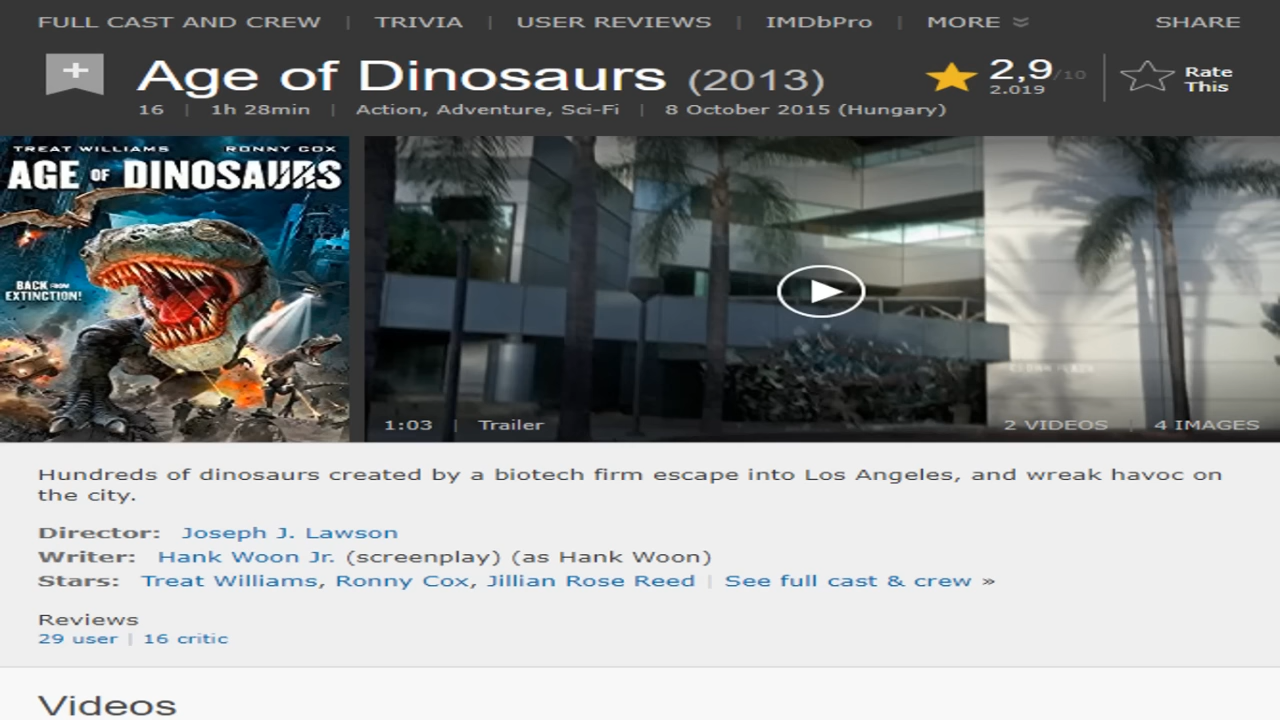 FULL CAST AND CREW | TRIVIA | USER REVIEWS | IMDbPro | MORE SHARE
Age of Dinosaurs (2013)
2,9/10
2.019
Rate
This
16 | 1h 28min | Action, Adventure, Sci-Fi | 8 October 2015 (Hungary)
TREAT WILLIAMS RONNY COX
AGE OF DINOSAURS
BACK FROM
EXTINCTION!
1:03 | Trailer
2 VIDEOS | 4 IMAGES
Hundreds of dinosaurs created by a biotech firm escape into Los Angeles, and wreak havoc on
the city.
Director: Joseph J. Lawson
Writer: Hank Woon Jr. (screenplay) (as Hank Woon)
Stars: Treat Williams, Ronny Cox, Jillian Rose Reed | See full cast & crew »
Reviews
29 user | 16 critic
Videos